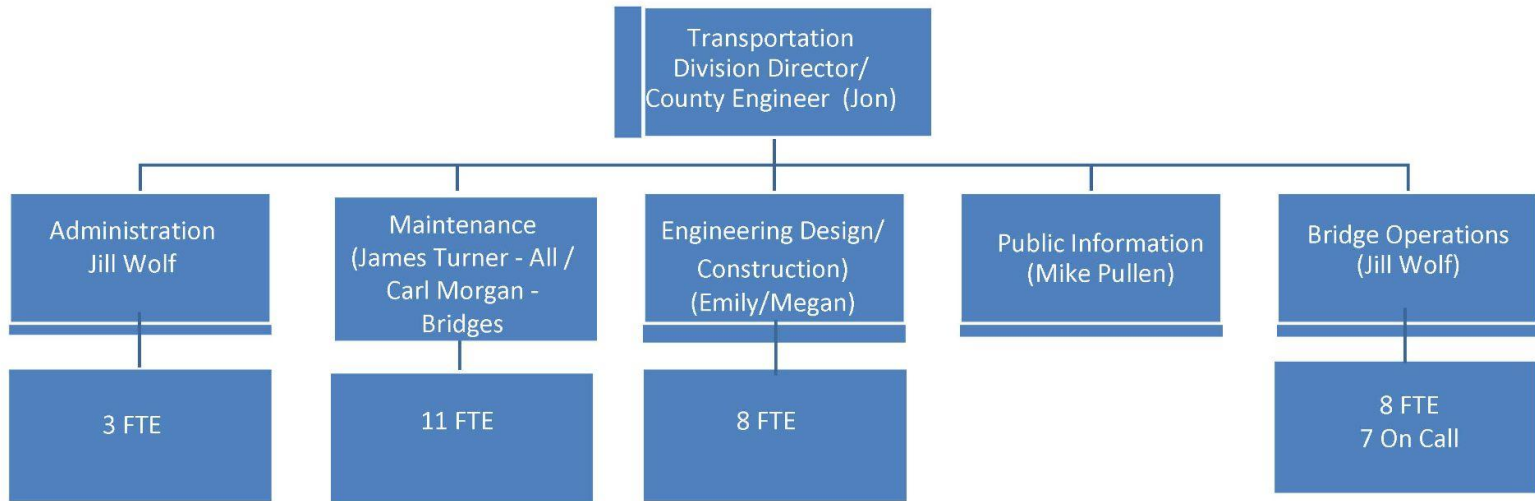 Transportation
Division Director/
County Engineer (Jon)
Administration
Jill Wolf
Maintenance
(James Turner - All /
Carl Morgan -
Bridges
Engineering Design/
Construction)
(Emily/Megan)
Public Information
(Mike Pullen)
Bridge Operations
(Jill Wolf)
3 FTE
11 FTE
8 FTE
8 FTE
7 On Call